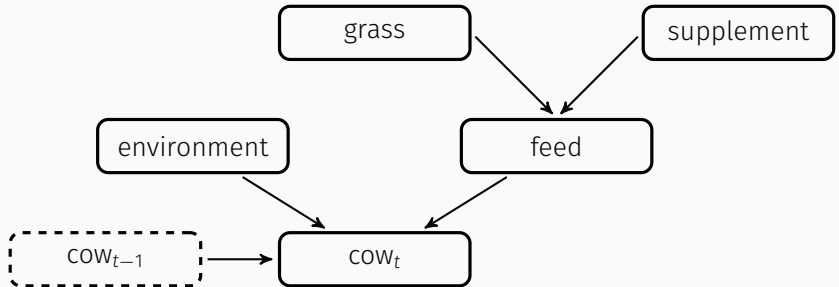 grass
supplement
environment
feed
cow_{t−1}
cow_t